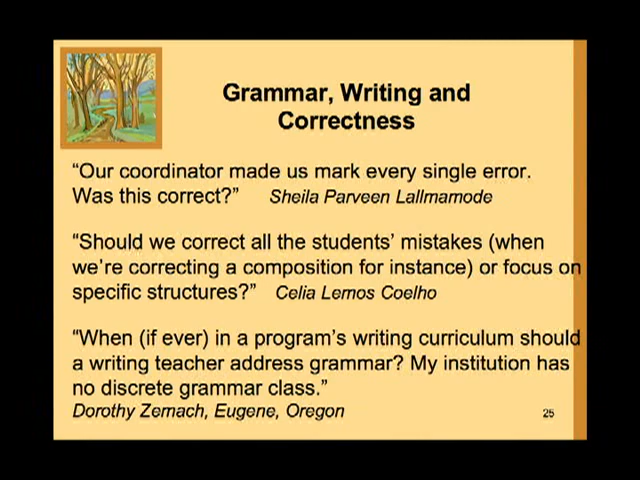 Grammar, Writing and
Correctness
“Our coordinator made us mark every single error.
Was this correct?” Sheila Parveen Lallmamode
“Should we correct all the students’ mistakes (when
we’re correcting a composition for instance) or focus on
specific structures?” Celia Lemos Coelho
“When (if ever) in a program’s writing curriculum should
a writing teacher address grammar? My institution has
no discrete grammar class.”
Dorothy Zemach, Eugene, Oregon
25